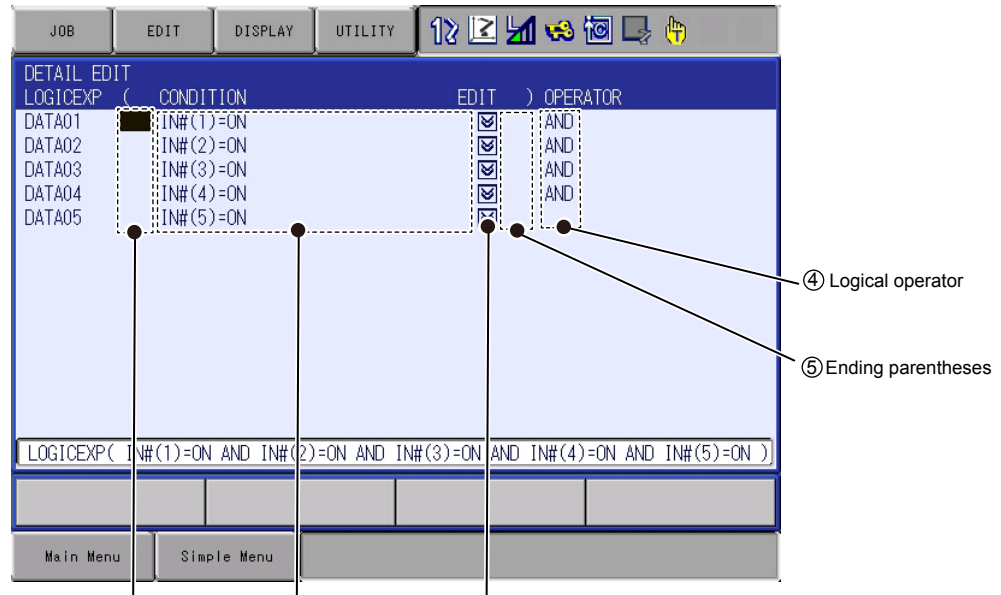 JOB EDIT DISPLAY UTILITY
DETAIL EDIT
LOGICEXP ( CONDITION EDIT ) OPERATOR
DATA01 IN#(1)=ON AND
DATA02 IN#(2)=ON AND
DATA03 IN#(3)=ON AND
DATA04 IN#(4)=ON AND
DATA05 IN#(5)=ON
④ Logical operator
⑤ Ending parentheses
LOGICEXP( IN#(1)=ON AND IN#(2)=ON AND IN#(3)=ON AND IN#(4)=ON AND IN#(5)=ON )
Main Menu Simple Menu